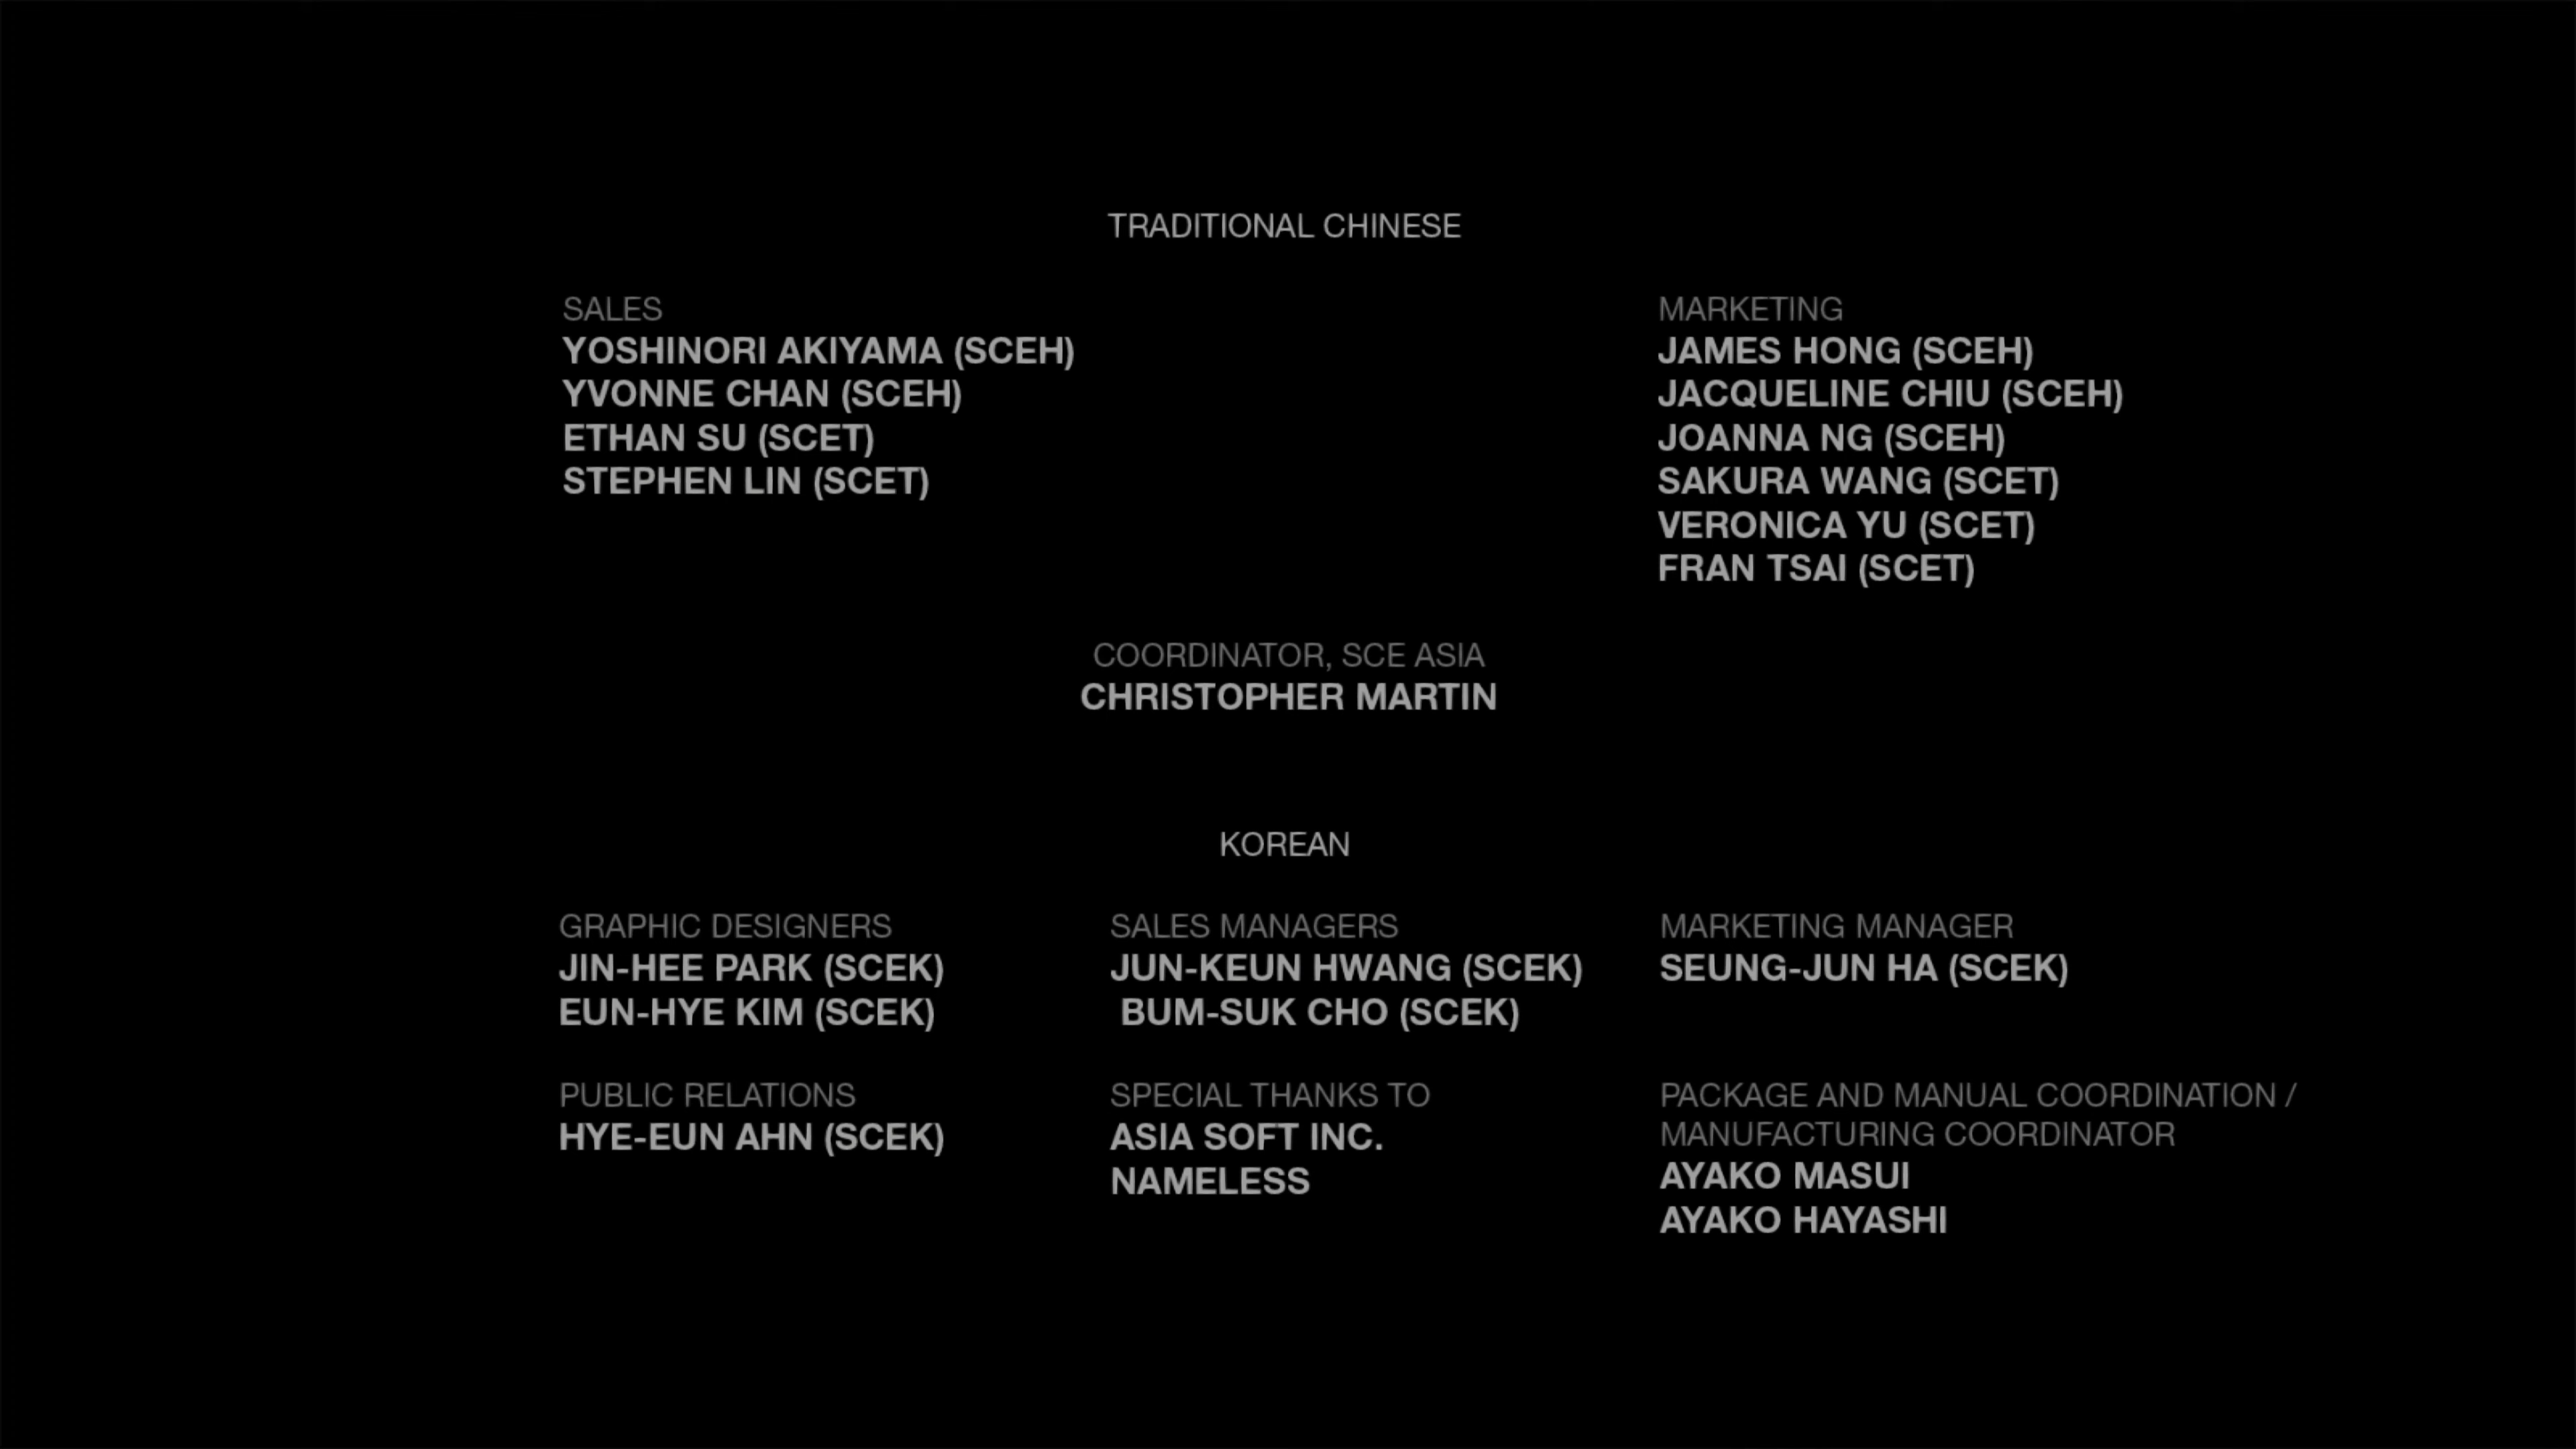 TRADITIONAL CHINESE
SALES
YOSHINORI AKIYAMA (SCEH)
YVONNE CHAN (SCEH)
ETHAN SU (SCET)
STEPHEN LIN (SCET)
MARKETING
JAMES HONG (SCEH)
JACQUELINE CHIU (SCEH)
JOANNA NG (SCEH)
SAKURA WANG (SCET)
VERONICA YU (SCET)
FRAN TSAI (SCET)
COORDINATOR, SCE ASIA
CHRISTOPHER MARTIN
KOREAN
GRAPHIC DESIGNERS
JIN-HEE PARK (SCEK)
EUN-HYE KIM (SCEK)
SALES MANAGERS
JUN-KEUN HWANG (SCEK)
BUM-SUK CHO (SCEK)
MARKETING MANAGER
SEUNG-JUN HA (SCEK)
PUBLIC RELATIONS
HYE-EUN AHN (SCEK)
SPECIAL THANKS TO
ASIA SOFT INC.
NAMELESS
PACKAGE AND MANUAL COORDINATION /
MANUFACTURING COORDINATOR
AYAKO MASUI
AYAKO HAYASHI